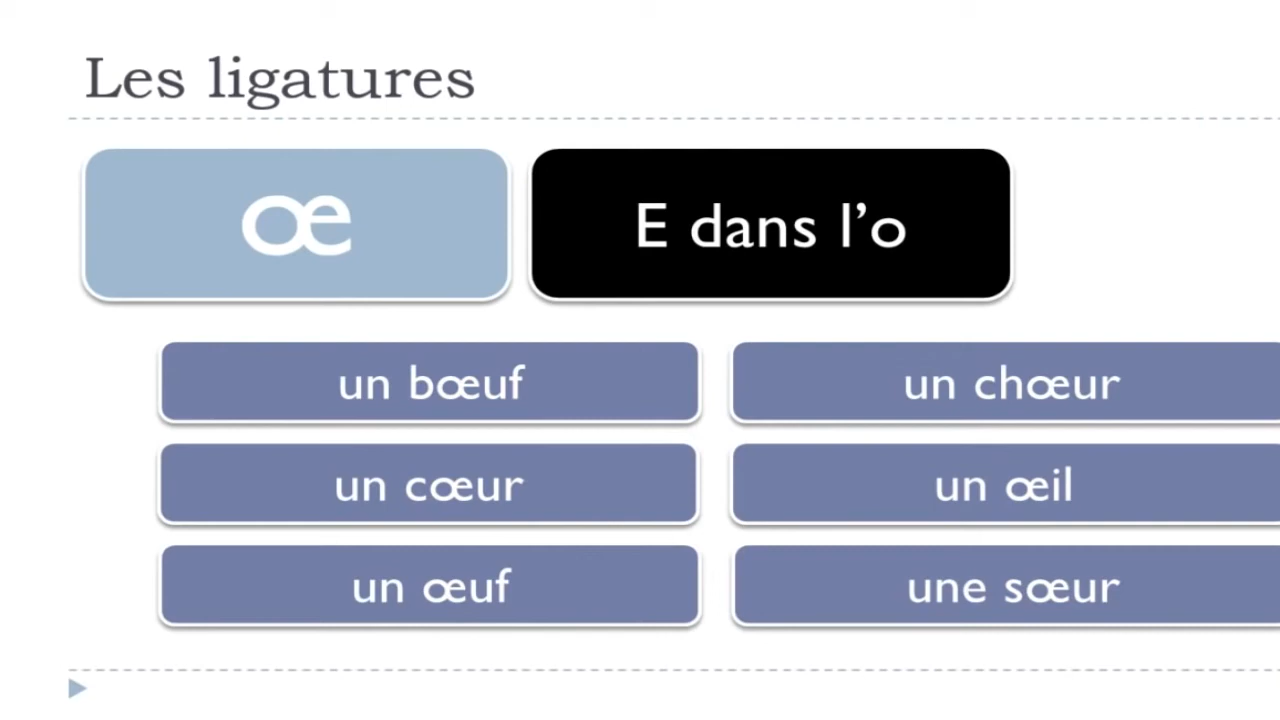 Les ligatures
œ
E dans l’o
un bœuf
un chœur
un cœur
un œil
un œuf
une sœur